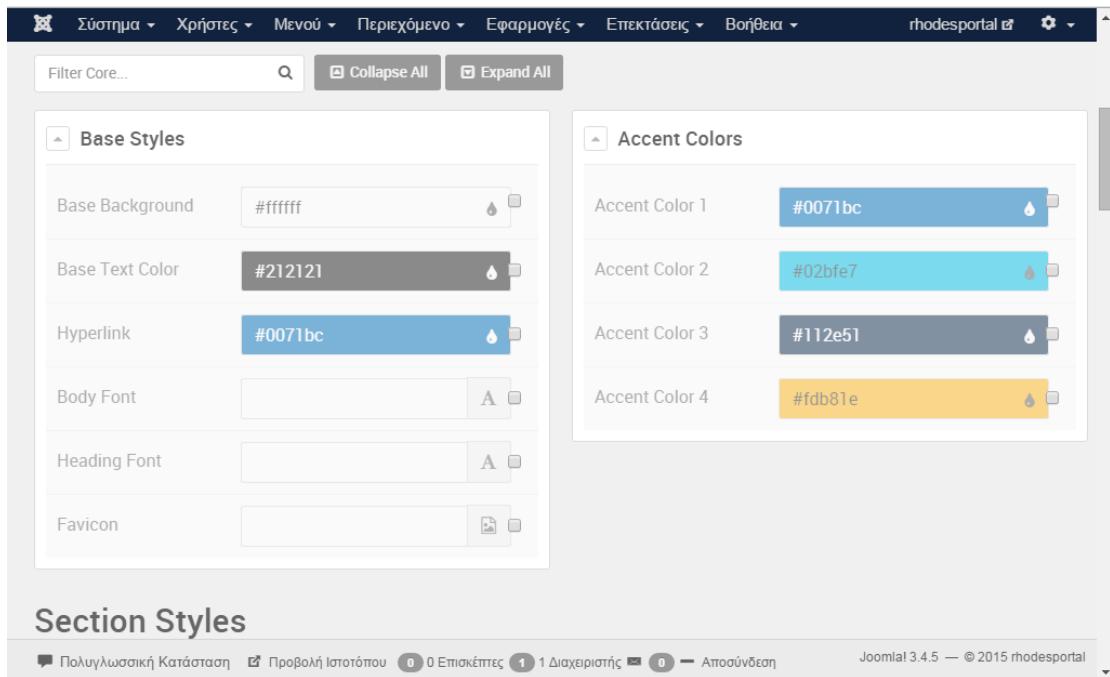 Σύστημα Χρήστες Μενού Περιεχόμενο Εφαρμογές Επεκτάσεις Βοήθεια rhodesportal
Filter Core... Collapse All Expand All
Base Styles
Base Background #ffffff
Base Text Color #212121
Hyperlink #0071bc
Body Font A
Heading Font A
Favicon
Accent Colors
Accent Color 1 #0071bc
Accent Color 2 #02bfe7
Accent Color 3 #112e51
Accent Color 4 #fdb81e
Section Styles
Πολυγλωσσική Κατάσταση Προβολή Ιστοτόπου 0 0 Επισκέπτες 1 1 Διαχειριστής 0 Αποσύνδεση Joomla! 3.4.5 — © 2015 rhodesportal